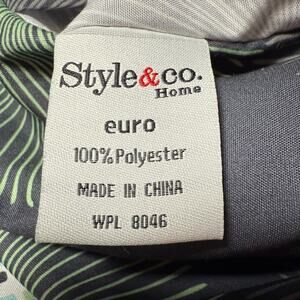 Style&co.
Home
euro
100% Polyester
MADE IN CHINA
WPL 8046